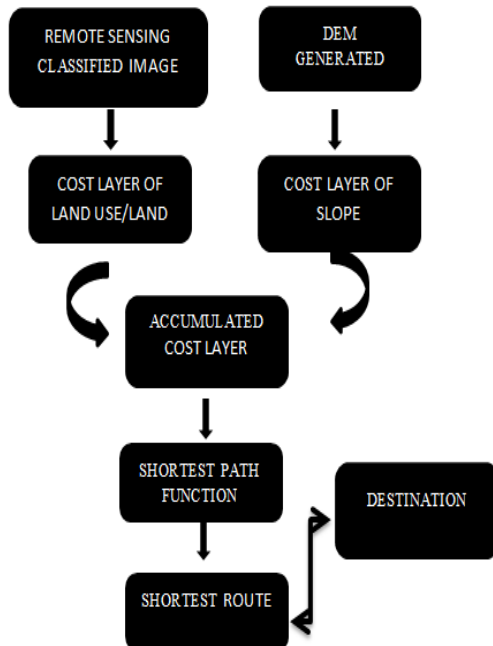 REMOTE SENSING
CLASSIFIED IMAGE
DEM
GENERATED
COST LAYER OF
LAND USE/LAND
COST LAYER OF
SLOPE
ACCUMULATED
COST LAYER
SHORTEST PATH
FUNCTION
DESTINATION
SHORTEST ROUTE